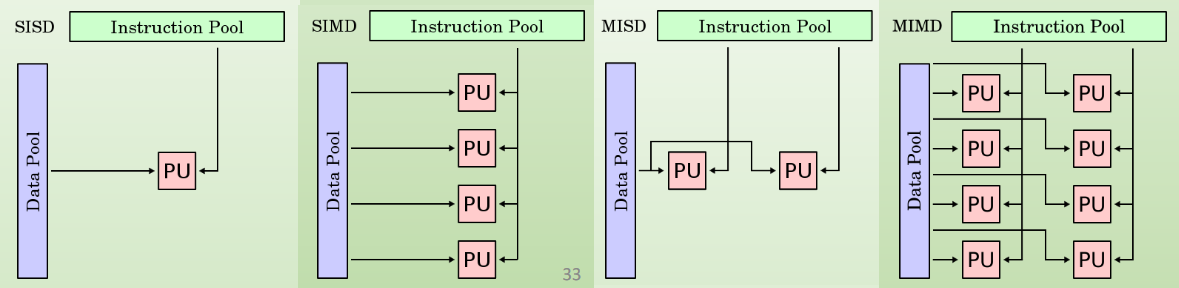 SISD
Instruction Pool
Data Pool
PU
SIMD
Instruction Pool
Data Pool
PU
PU
PU
PU
33
MISD
Instruction Pool
Data Pool
PU
PU
MIMD
Instruction Pool
Data Pool
PU
PU
PU
PU
PU
PU
PU
PU